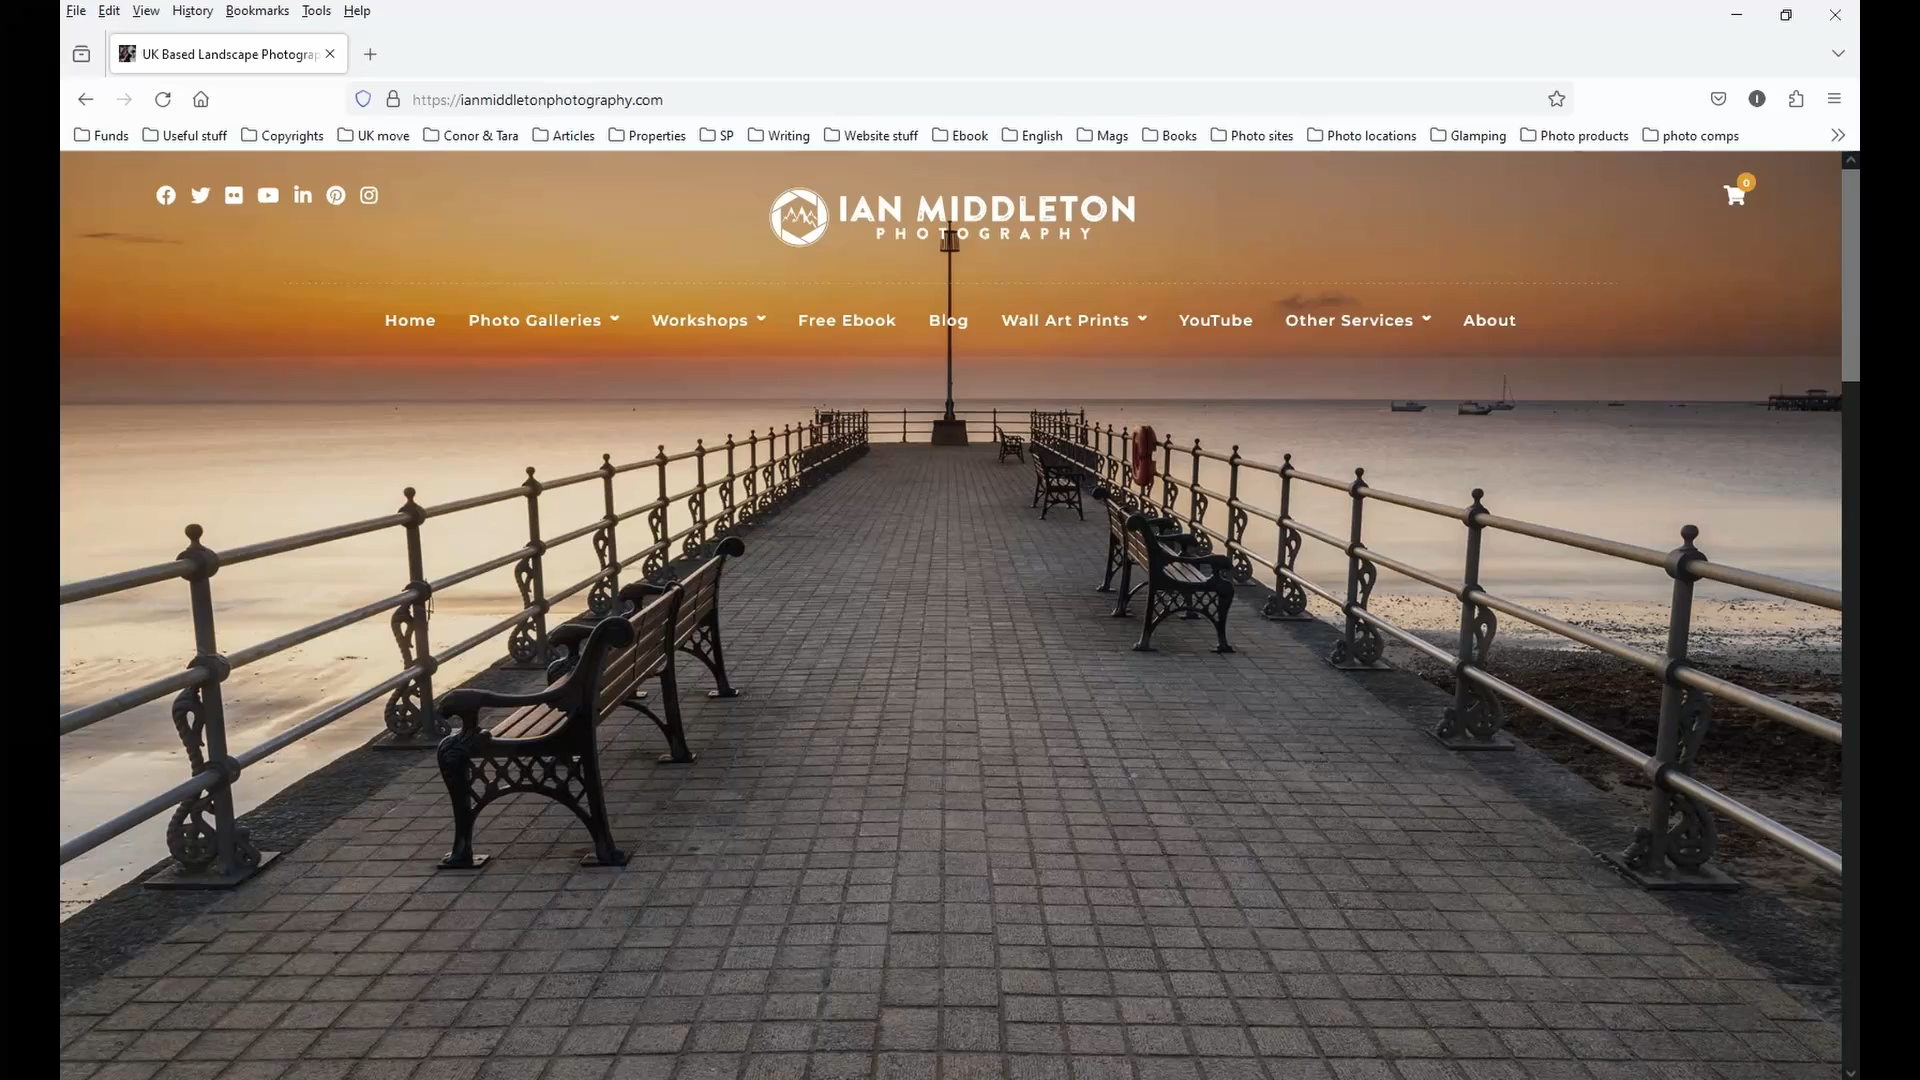 File Edit View History Bookmarks Tools Help
UK Based Landscape Photograp
https://ianmiddletonphotography.com
Funds Useful stuff Copyrights UK move Conor & Tara Articles Properties SP Writing Website stuff Ebook English Mags Books Photo sites Photo locations Glamping Photo products photo comps
0
IAN MIDDLETON
PHOTOGRAPHY
Home Photo Galleries Workshops Free Ebook Blog Wall Art Prints YouTube Other Services About